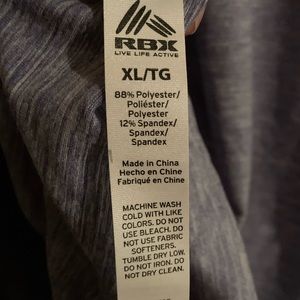 RBX
LIVE LIFE ACTIVE
XL/TG
88% Polyester/
Poliéster/
Polyester
12% Spandex/
Spandex/
Spandex
Made in China
Hecho en Chine
Fabriqué en Chine
MACHINE WASH
COLD WITH LIKE
COLORS. DO NOT
USE BLEACH. DO
NOT USE FABRIC
SOFTENERS.
TUMBLE DRY LOW.
DO NOT IRON. DO
NOT DRY CLEAN.